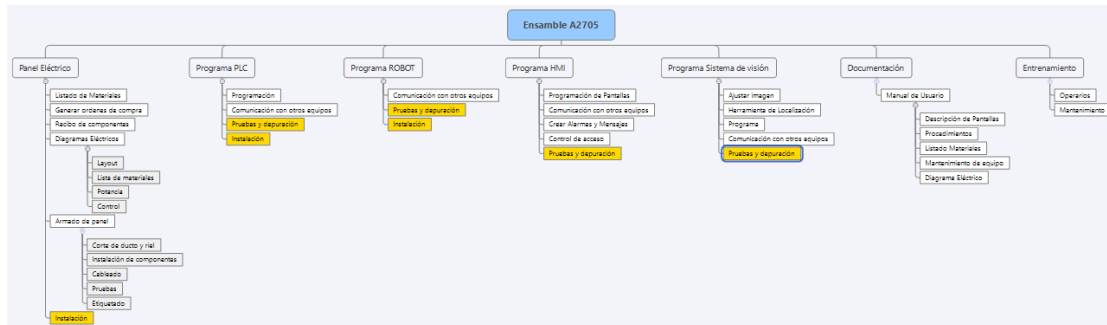 Ensamble A2705
Panel Eléctrico
Listado de Materiales
Generar ordenes de compra
Recibo de componentes
Diagramas Eléctricos
Layout
Lista de materiales
Potencia
Control
Armado de panel
Corte de ducto y riel
Instalación de componentes
Cableado
Pruebas
Etiquetado
Instalación
Programa PLC
Programación
Comunicación con otros equipos
Pruebas y depuración
Instalación
Programa ROBOT
Comunicación con otros equipos
Pruebas y depuración
Instalación
Programa HMI
Programación de Pantallas
Comunicación con otros equipos
Crear Alarmas y Mensajes
Control de acceso
Pruebas y depuración
Programa Sistema de visión
Ajustar imagen
Herramienta de Localización
Programa
Comunicación con otros equipos
Pruebas y depuración
Documentación
Manual de Usuario
Descripción de Pantallas
Procedimientos
Listado Materiales
Mantenimiento de equipo
Diagrama Eléctrico
Entrenamiento
Operarios
Mantenimiento